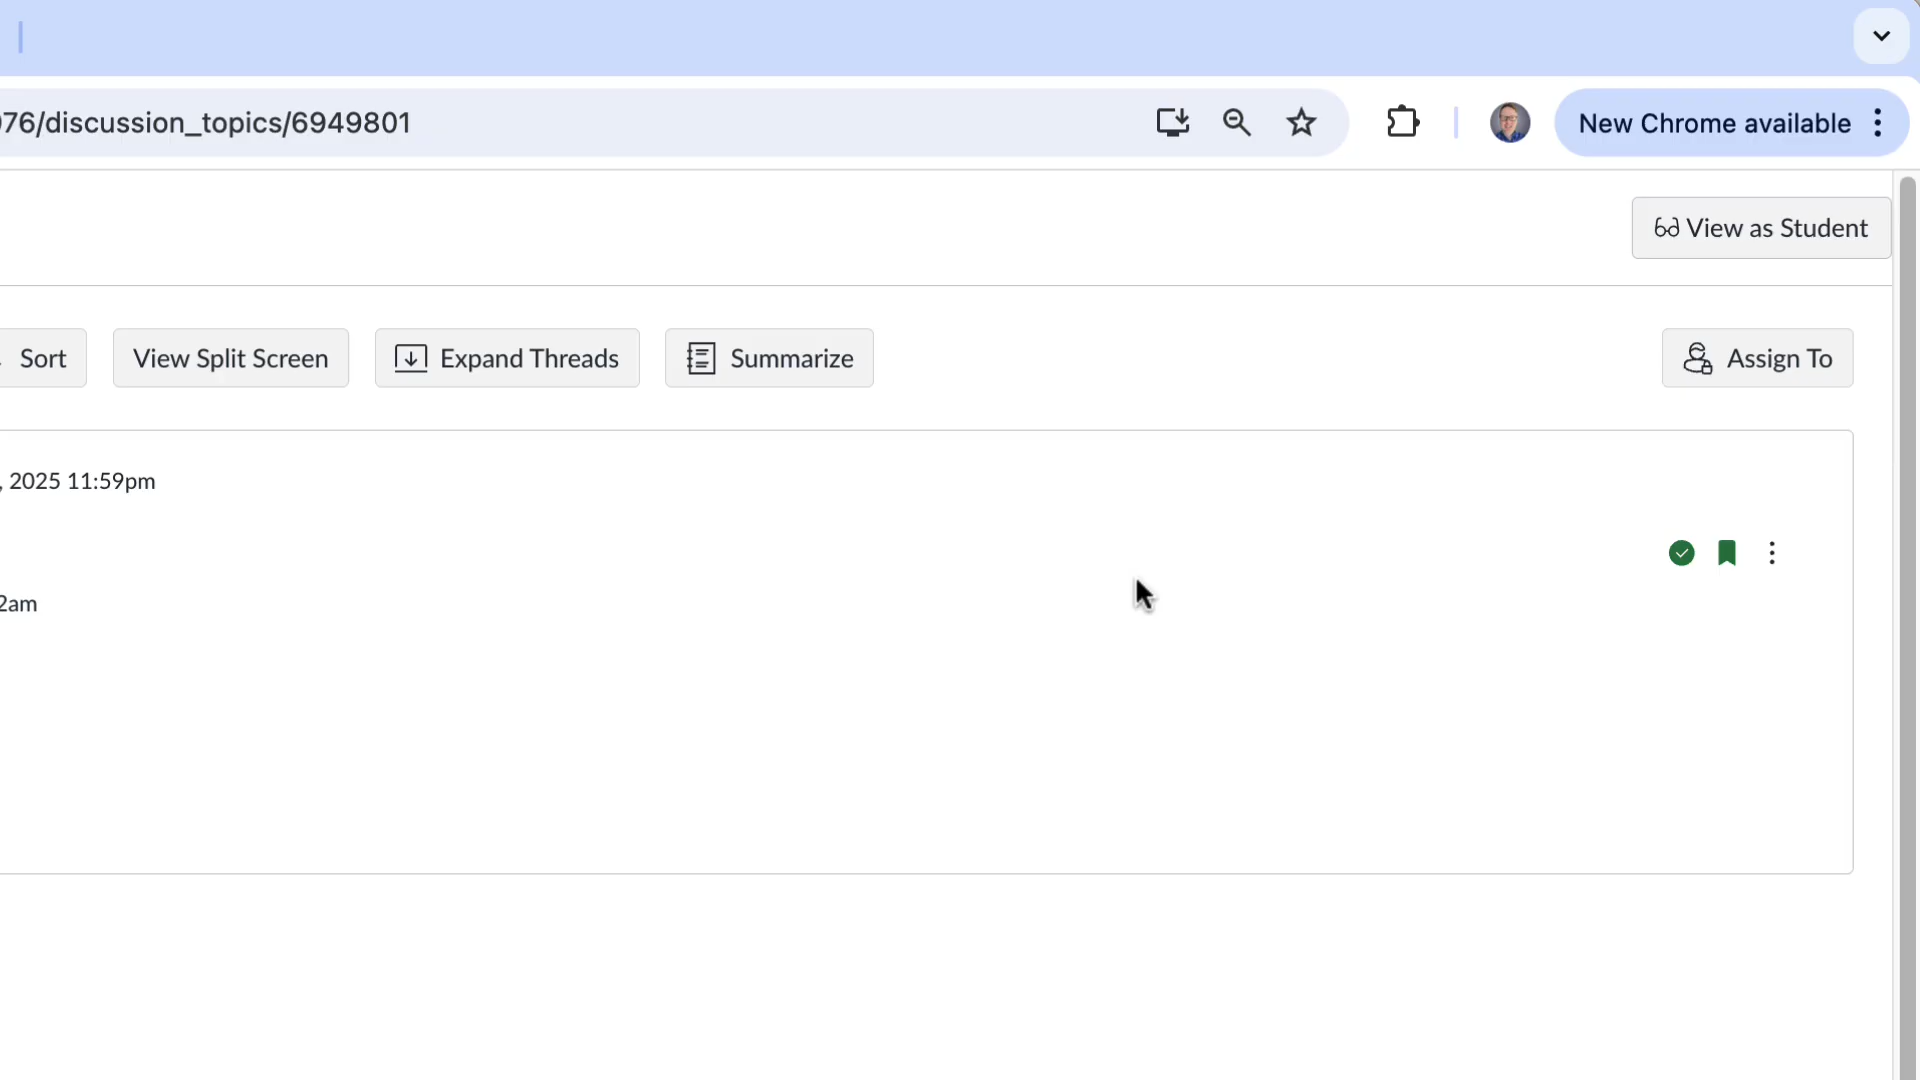 076/discussion_topics/6949801
New Chrome available
View as Student
Sort
View Split Screen
Expand Threads
Summarize
Assign To
, 2025 11:59pm
2am